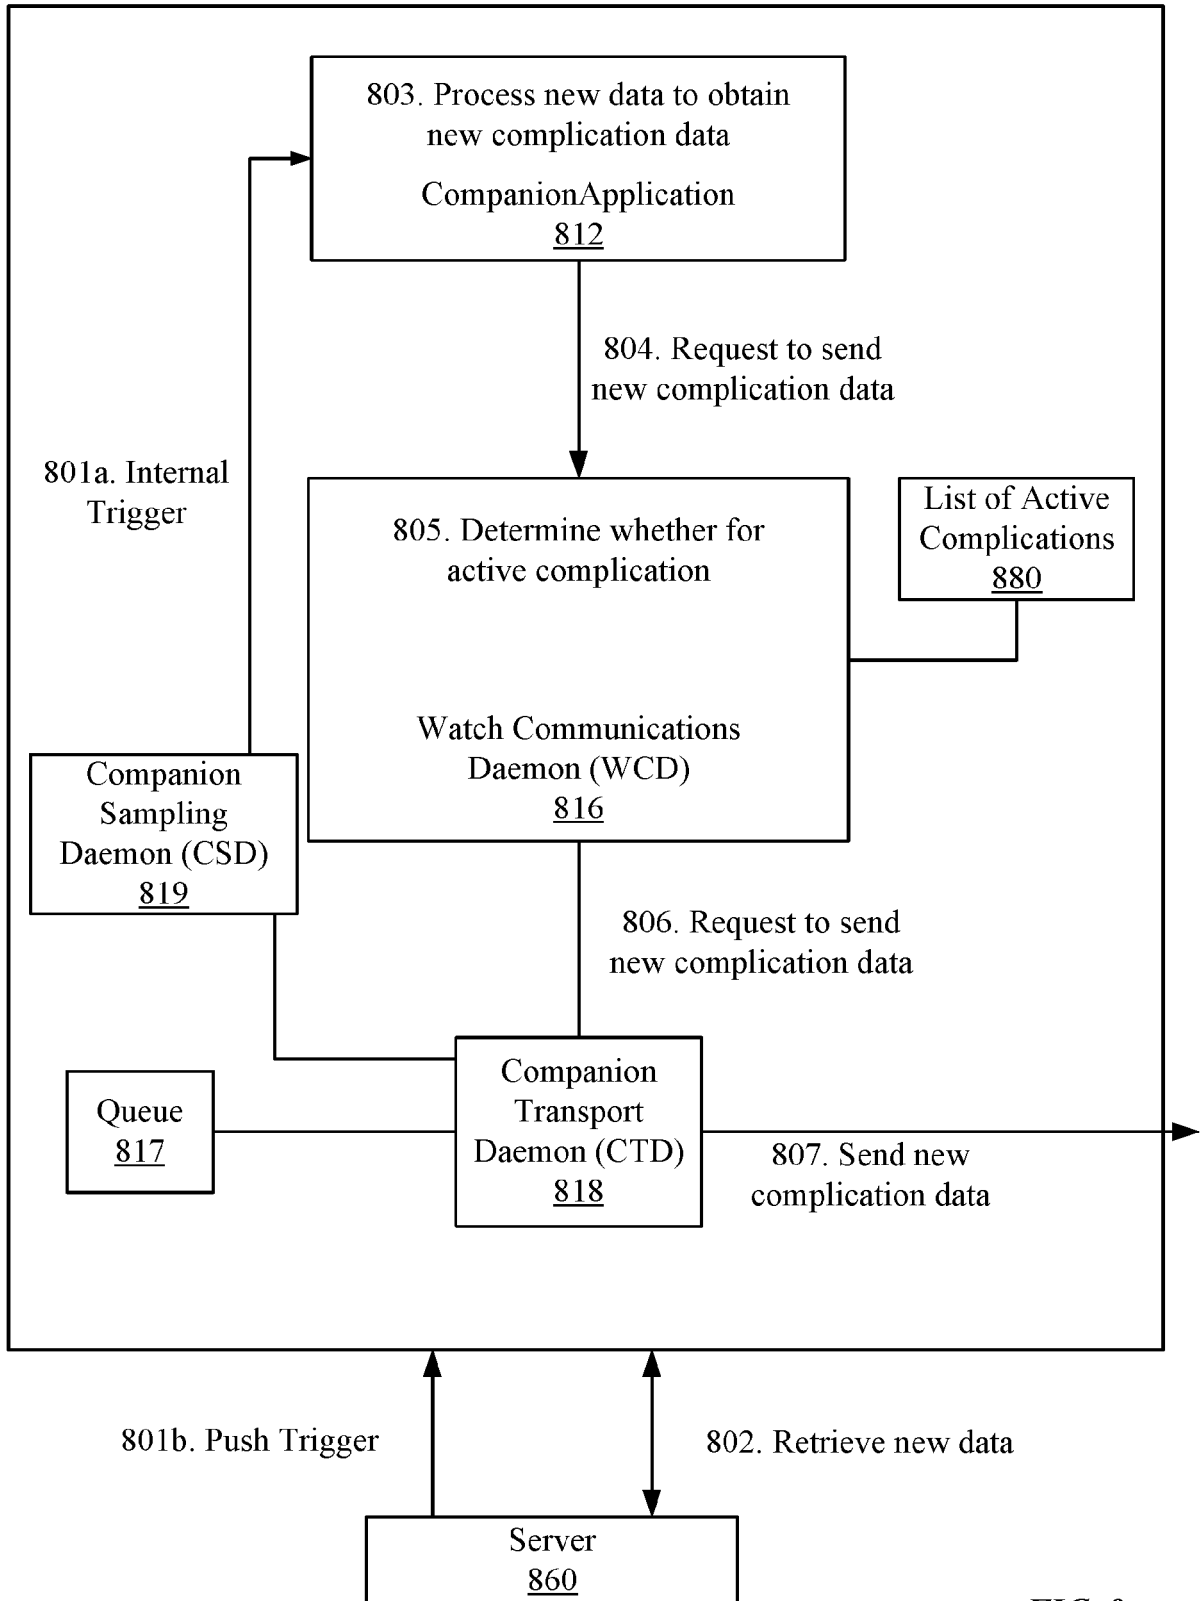 803. Process new data to obtain
new complication data
CompanionApplication
812
804. Request to send
new complication data
801a. Internal
Trigger
805. Determine whether for
active complication
List of Active
Complications
880
Watch Communications
Daemon (WCD)
816
Companion
Sampling
Daemon (CSD)
819
806. Request to send
new complication data
Companion
Transport
Daemon (CTD)
818
Queue
817
807. Send new
complication data
801b. Push Trigger
802. Retrieve new data
Server
860